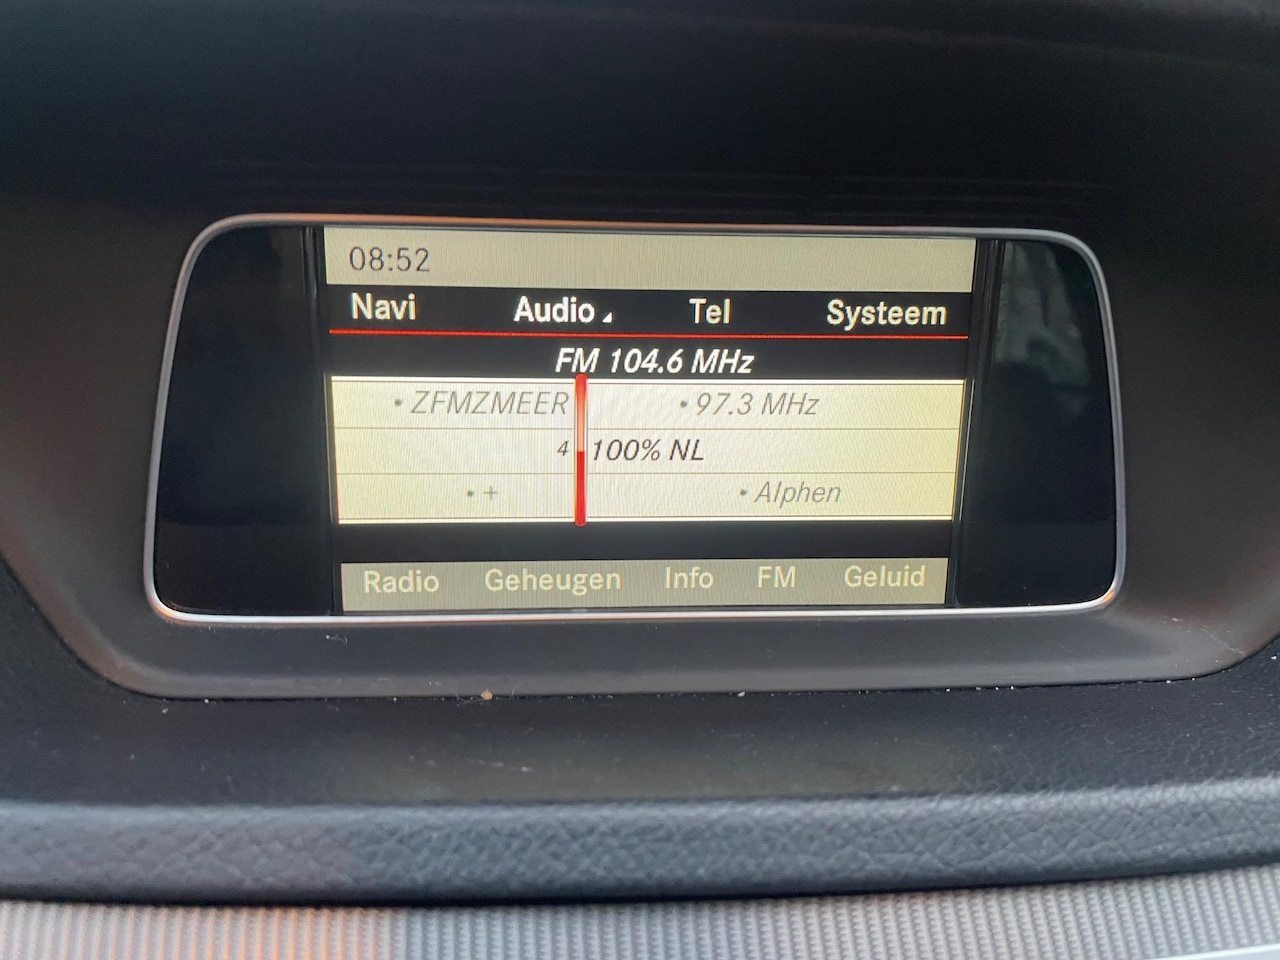 08:52
Navi Audio Tel Systeem
FM 104.6 MHz
• ZFMZMEER • 97.3 MHz
4 100% NL
• + • Alphen
Radio Geheugen Info FM Geluid